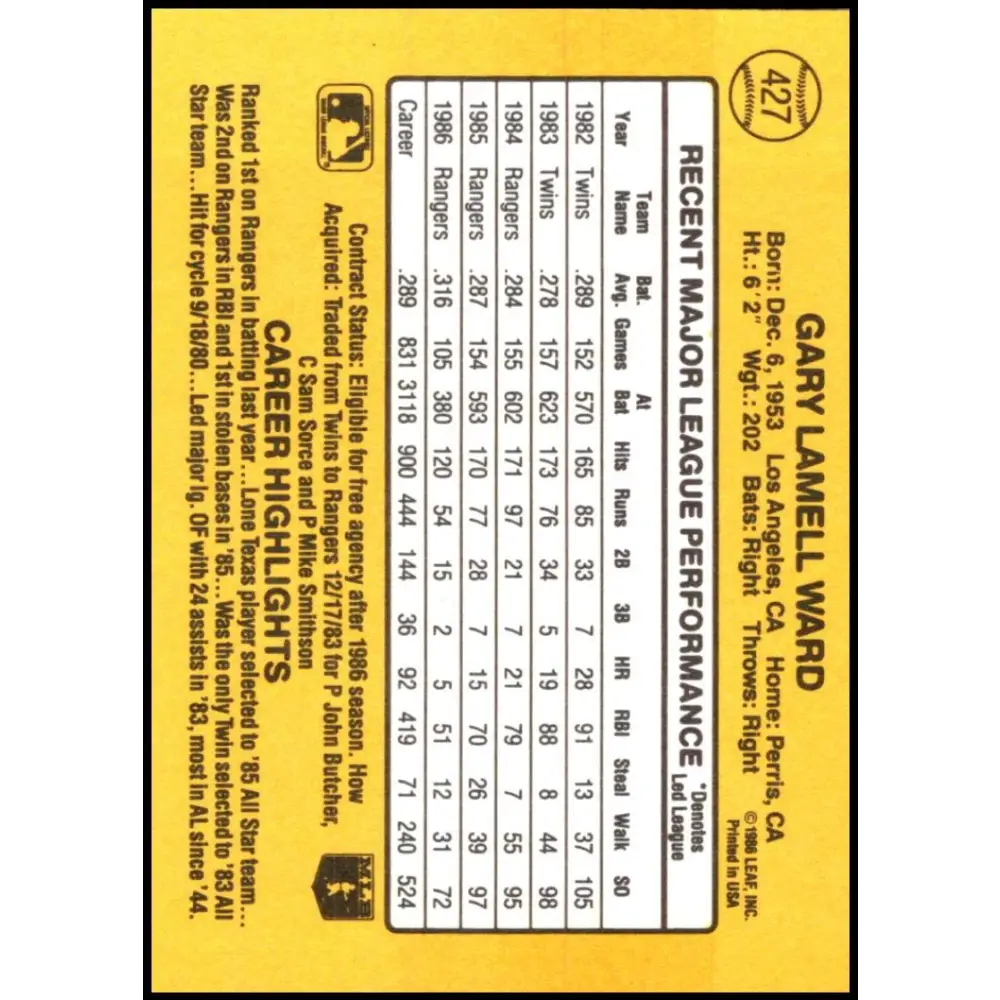 427
GARY LAMELL WARD
Born: Dec. 6, 1953 Los Angeles, CA Home: Perris, CA
Ht.: 6'2" Wgt.: 202 Bats: Right Throws: Right
©1986 LEAF, INC.
Printed in USA
RECENT MAJOR LEAGUE PERFORMANCE *Denotes Led League
Year Team Name Bat. Avg. Games At Bat Hits Runs 2B 3B HR RBI Steal Walk SO
1982 Twins .289 152 570 165 85 33 7 28 91 13 37 105
1983 Twins .278 157 623 173 76 34 5 19 88 8 44 98
1984 Rangers .284 155 602 171 97 21 7 21 79 7 55 95
1985 Rangers .287 154 593 170 77 28 7 15 70 26 39 97
1986 Rangers .316 105 380 120 54 15 2 5 51 12 31 72
Career .289 831 3118 900 444 144 36 92 419 71 240 524
Contract Status: Eligible for free agency after 1986 season. How
Acquired: Traded from Twins to Rangers 12/17/83 for P John Butcher,
C Sam Sorce and P Mike Smithson
MLB
CAREER HIGHLIGHTS
Ranked 1st on Rangers in batting last year...Lone Texas player selected to '85 All Star team...
Was 2nd on Rangers in RBI and 1st in stolen bases in '85...Was the only Twin selected to '83 All
Star team...Hit for cycle 9/18/80...Led major lg. OF with 24 assists in '83, most in AL since '44.